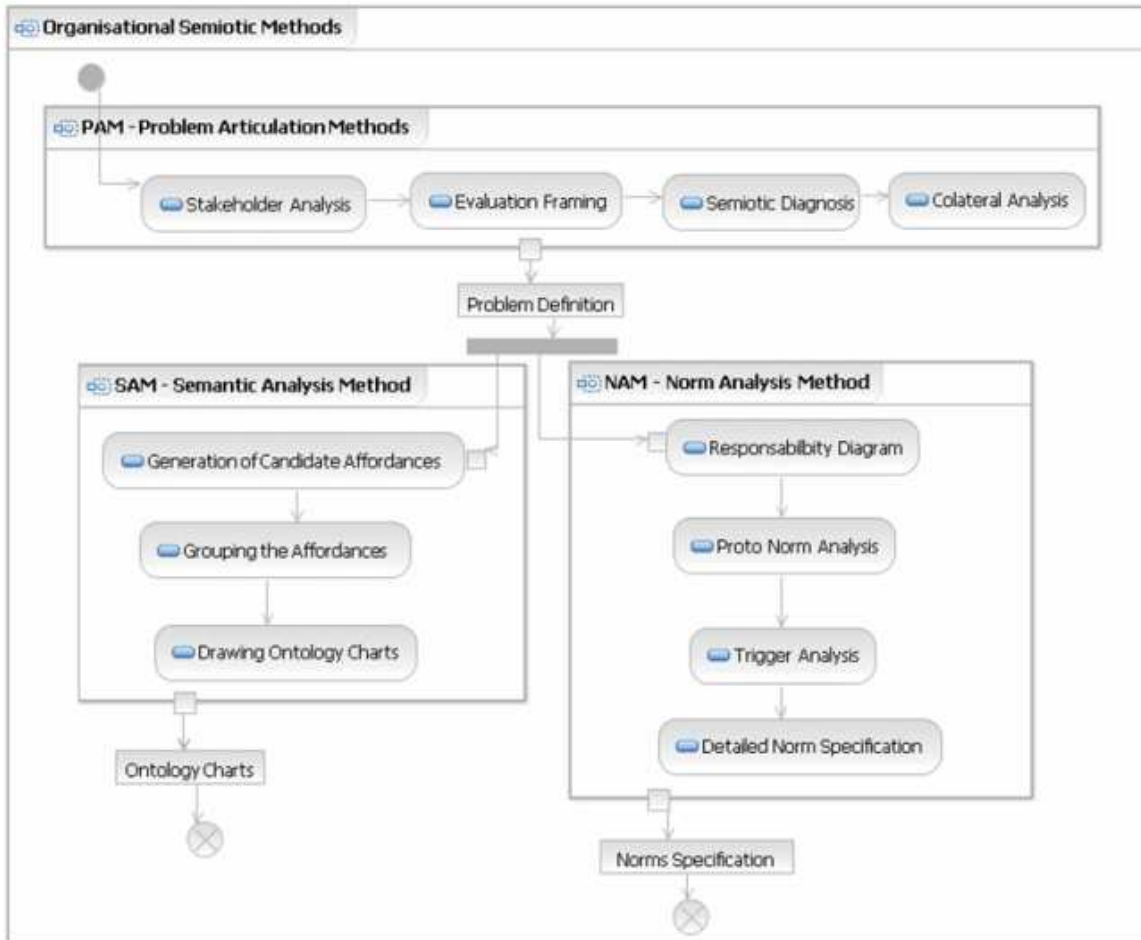 Organisational Semiotic Methods
PAM - Problem Articulation Methods
Stakeholder Analysis
Evaluation Framing
Semiotic Diagnosis
Colateral Analysis
Problem Definition
SAM - Semantic Analysis Method
Generation of Candidate Affordances
Grouping the Affordances
Drawing Ontology Charts
Ontology Charts
NAM - Norm Analysis Method
Responsabilbity Diagram
Proto Norm Analysis
Trigger Analysis
Detailed Norm Specification
Norms Specification